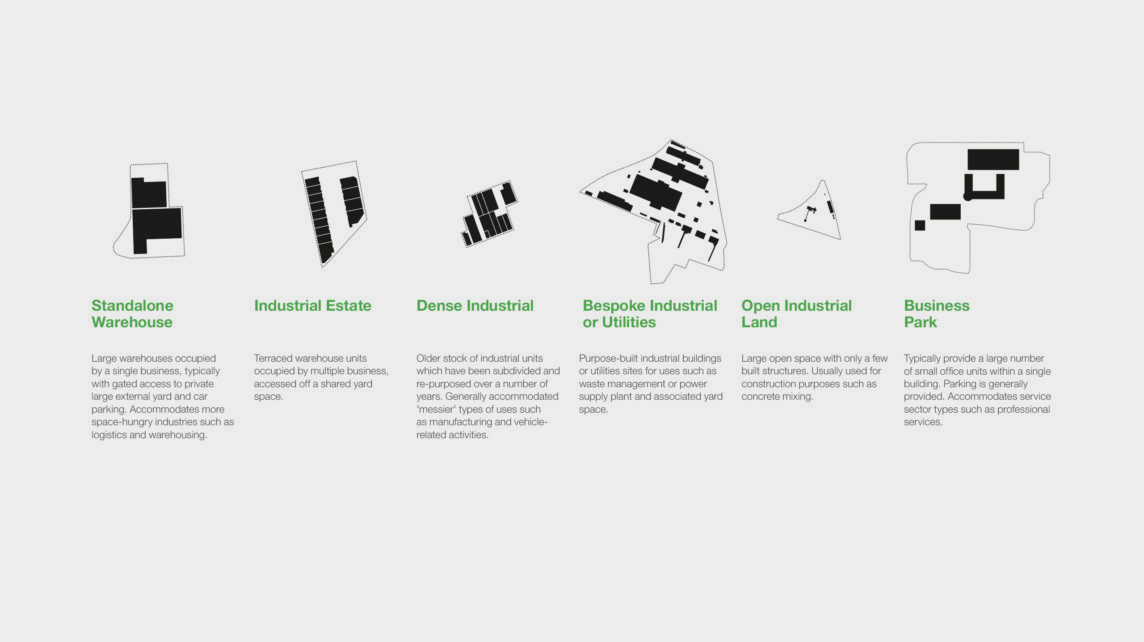 Standalone
Warehouse
Large warehouses occupied
by a single business, typically
with gated access to private
large external yard and car
parking. Accommodates more
space-hungry industries such as
logistics and warehousing.
Industrial Estate
Terraced warehouse units
occupied by multiple business,
accessed off a shared yard
space.
Dense Industrial
Older stock of industrial units
which have been subdivided and
re-purposed over a number of
years. Generally accommodated
'messier' types of uses such
as manufacturing and vehicle-
related activities.
Bespoke Industrial
or Utilities
Purpose-built industrial buildings
or utilities sites for uses such as
waste management or power
supply plant and associated yard
space.
Open Industrial
Land
Large open space with only a few
built structures. Usually used for
construction purposes such as
concrete mixing.
Business
Park
Typically provide a large number
of small office units within a single
building. Parking is generally
provided. Accommodates service
sector types such as professional
services.